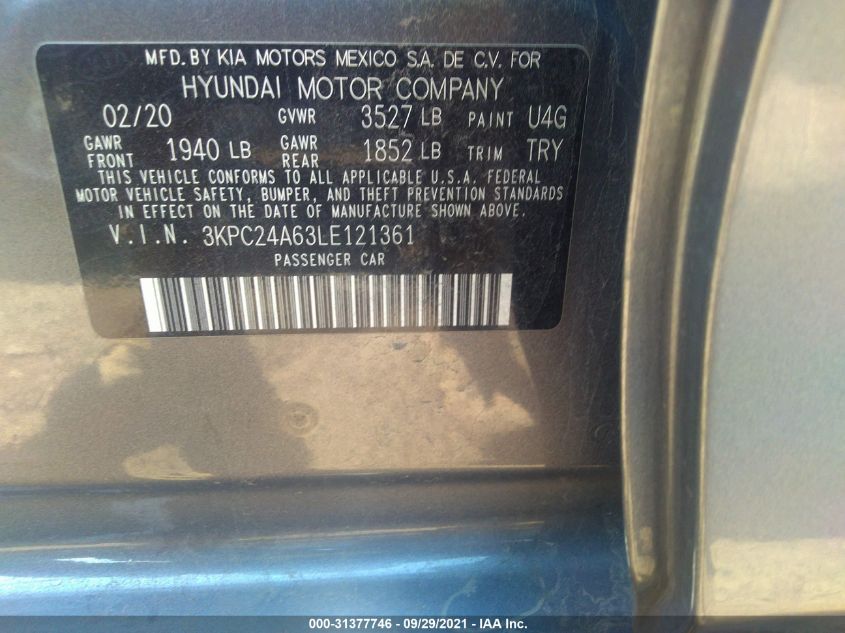 MFD. BY KIA MOTORS MEXICO S.A. DE C.V. FOR
HYUNDAI MOTOR COMPANY
02/20 GVWR 3527 LB PAINT U4G
GAWR FRONT 1940 LB GAWR REAR 1852 LB TRIM TRY
THIS VEHICLE CONFORMS TO ALL APPLICABLE U.S.A. FEDERAL
MOTOR VEHICLE SAFETY, BUMPER, AND THEFT PREVENTION STANDARDS
IN EFFECT ON THE DATE OF MANUFACTURE SHOWN ABOVE.
V.I.N. 3KPC24A63LE121361
PASSENGER CAR
000-31377746 - 09/29/2021 - IAA Inc.